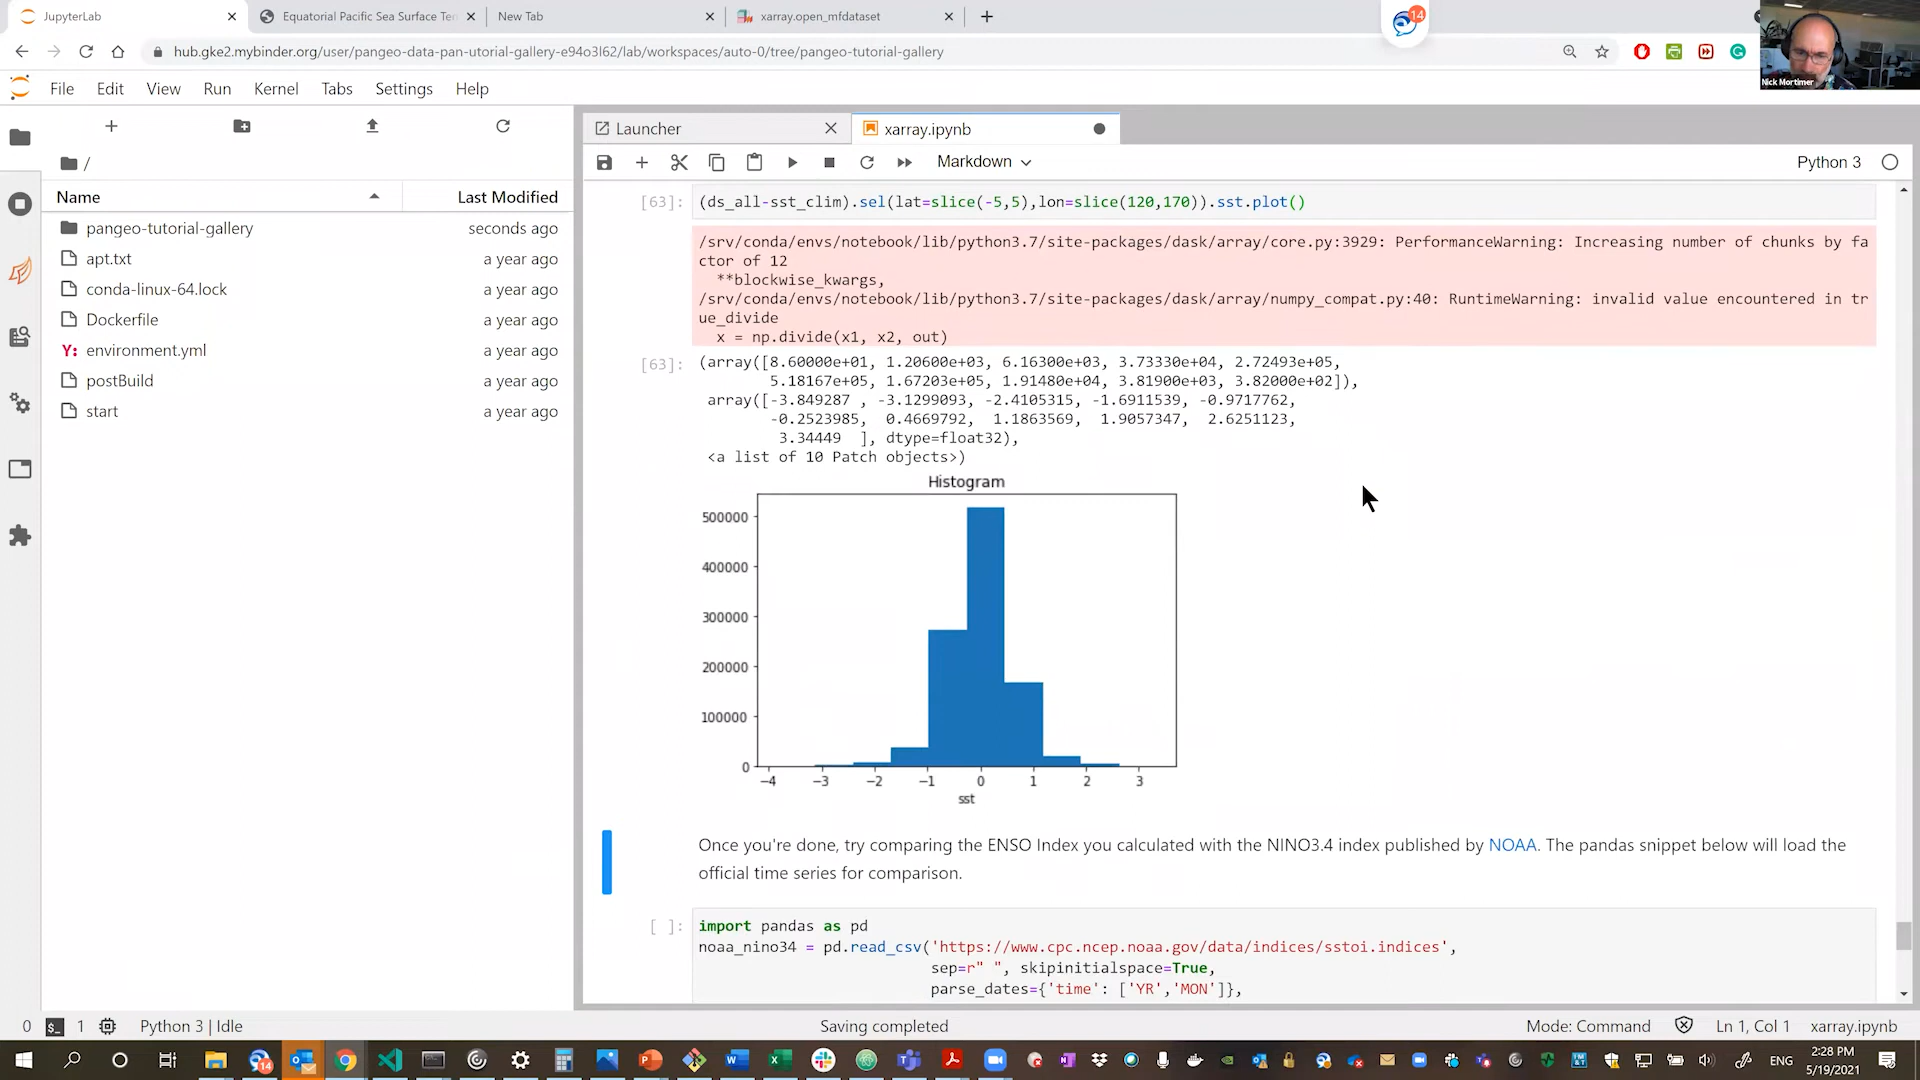 JupyterLab
Equatorial Pacific Sea Surface Te
New Tab
xarray.open_mfdataset
14
hub.gke2.mybinder.org/user/pangeo-data-pan-utorial-gallery-e94o3l62/lab/workspaces/auto-0/tree/pangeo-tutorial-gallery
Nick Mortimer
File Edit View Run Kernel Tabs Settings Help
Launcher
xarray.ipynb
/
Markdown
Python 3
Name
Last Modified
pangeo-tutorial-gallery seconds ago
apt.txt a year ago
conda-linux-64.lock a year ago
Dockerfile a year ago
Y: environment.yml a year ago
postBuild a year ago
start a year ago
[63]: (ds_all-sst_clim).sel(lat=slice(-5,5),lon=slice(120,170)).sst.plot()
/srv/conda/envs/notebook/lib/python3.7/site-packages/dask/array/core.py:3929: PerformanceWarning: Increasing number of chunks by fa
ctor of 12
**blockwise_kwargs,
/srv/conda/envs/notebook/lib/python3.7/site-packages/dask/array/numpy_compat.py:40: RuntimeWarning: invalid value encountered in tr
ue_divide
x = np.divide(x1, x2, out)
[63]: (array([8.60000e+01, 1.20600e+03, 6.16300e+03, 3.73330e+04, 2.72493e+05,
5.18167e+05, 1.67203e+05, 1.91480e+04, 3.81900e+03, 3.82000e+02]),
array([-3.849287 , -3.1299093, -2.4105315, -1.6911539, -0.9717762,
-0.2523985, 0.4669792, 1.1863569, 1.9057347, 2.6251123,
3.34449 ], dtype=float32),
<a list of 10 Patch objects>)
Histogram
500000
400000
300000
200000
100000
0
−4 −3 −2 −1 0 1 2 3
sst
Once you're done, try comparing the ENSO Index you calculated with the NINO3.4 index published by NOAA. The pandas snippet below will load the
official time series for comparison.
[ ]: import pandas as pd
noaa_nino34 = pd.read_csv('https://www.cpc.ncep.noaa.gov/data/indices/sstoi.indices',
sep=r" ", skipinitialspace=True,
parse_dates={'time': ['YR','MON']},
0 1 Python 3 | Idle
Saving completed
Mode: Command Ln 1, Col 1 xarray.ipynb
ENG
2:28 PM
5/19/2021